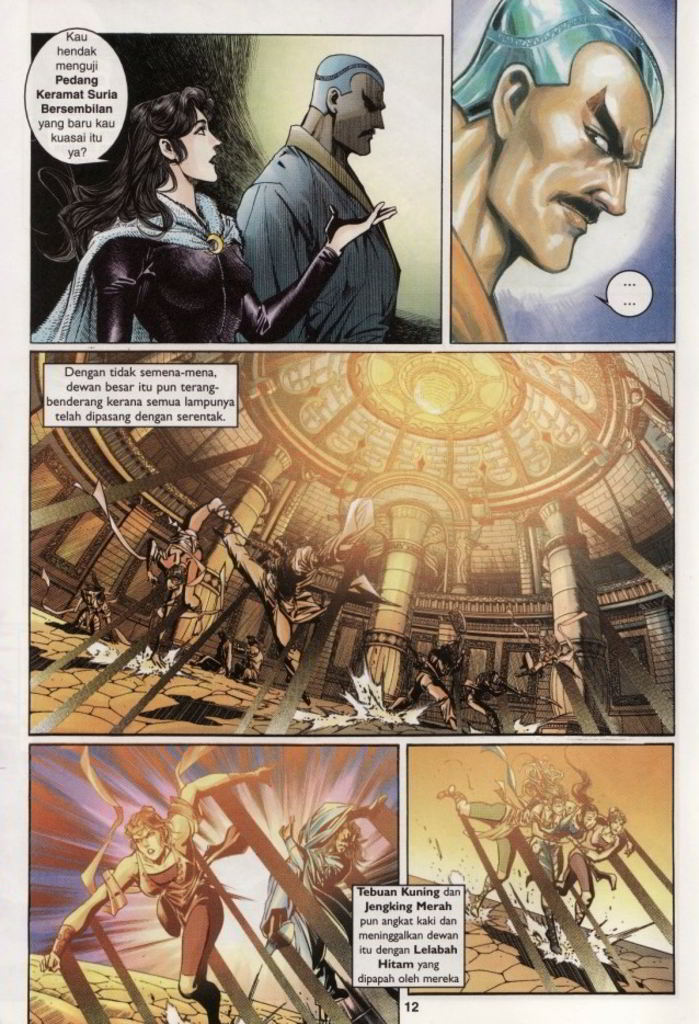 Kau
hendak
menguji
Pedang
Keramat Suria
Bersembilan
yang baru kau
kuasai itu
ya?
...
...
Dengan tidak semena-mena,
dewan besar itu pun terang-
benderang kerana semua lampunya
telah dipasang dengan serentak.
Tebuan Kuning dan
Jengking Merah
pun angkat kaki dan
meninggalkan dewan
itu dengan Lelabah
Hitam yang
dipapah oleh mereka
12